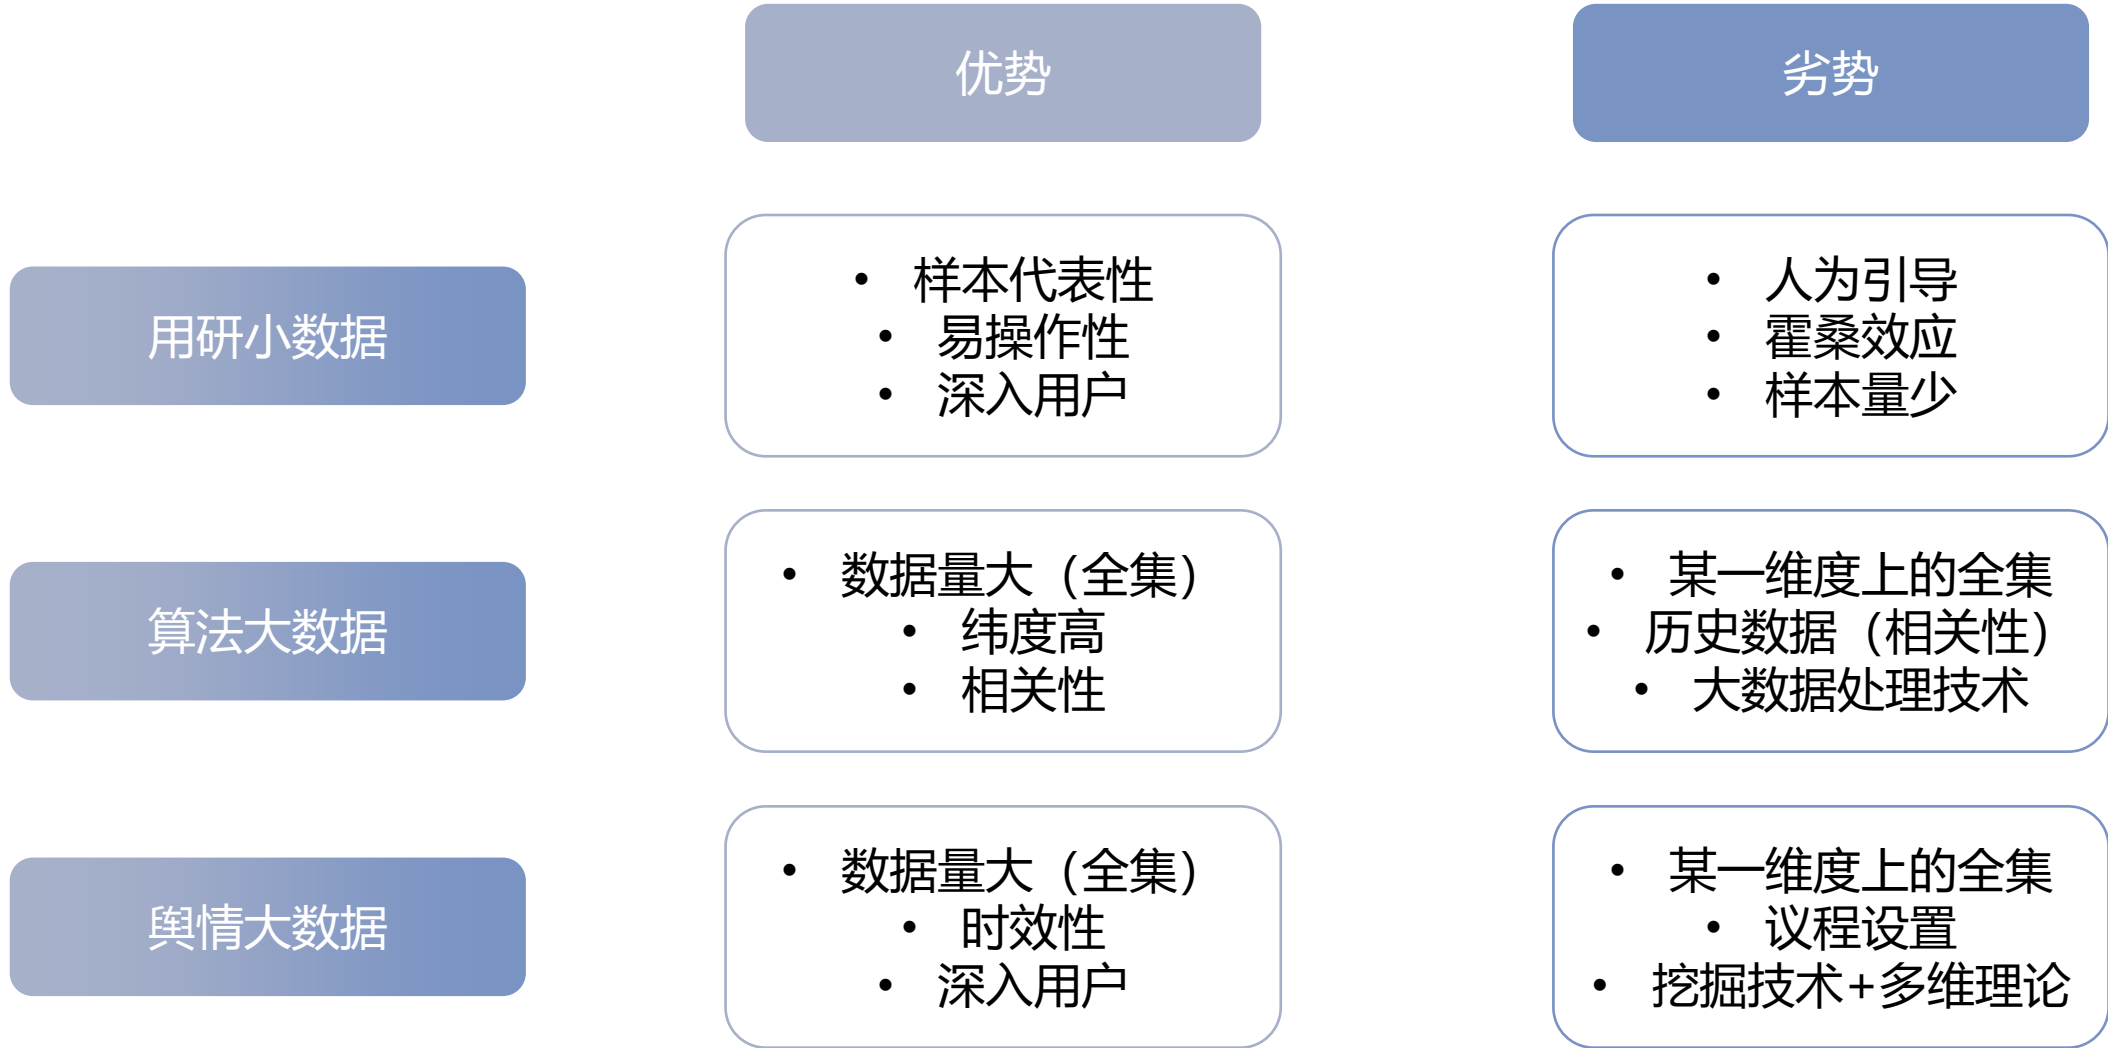 优势
劣势
用研小数据
• 样本代表性
• 易操作性
• 深入用户
• 人为引导
• 霍桑效应
• 样本量少
算法大数据
• 数据量大（全集）
• 纬度高
• 相关性
• 某一维度上的全集
• 历史数据（相关性）
• 大数据处理技术
舆情大数据
• 数据量大（全集）
• 时效性
• 深入用户
• 某一维度上的全集
• 议程设置
• 挖掘技术+多维理论